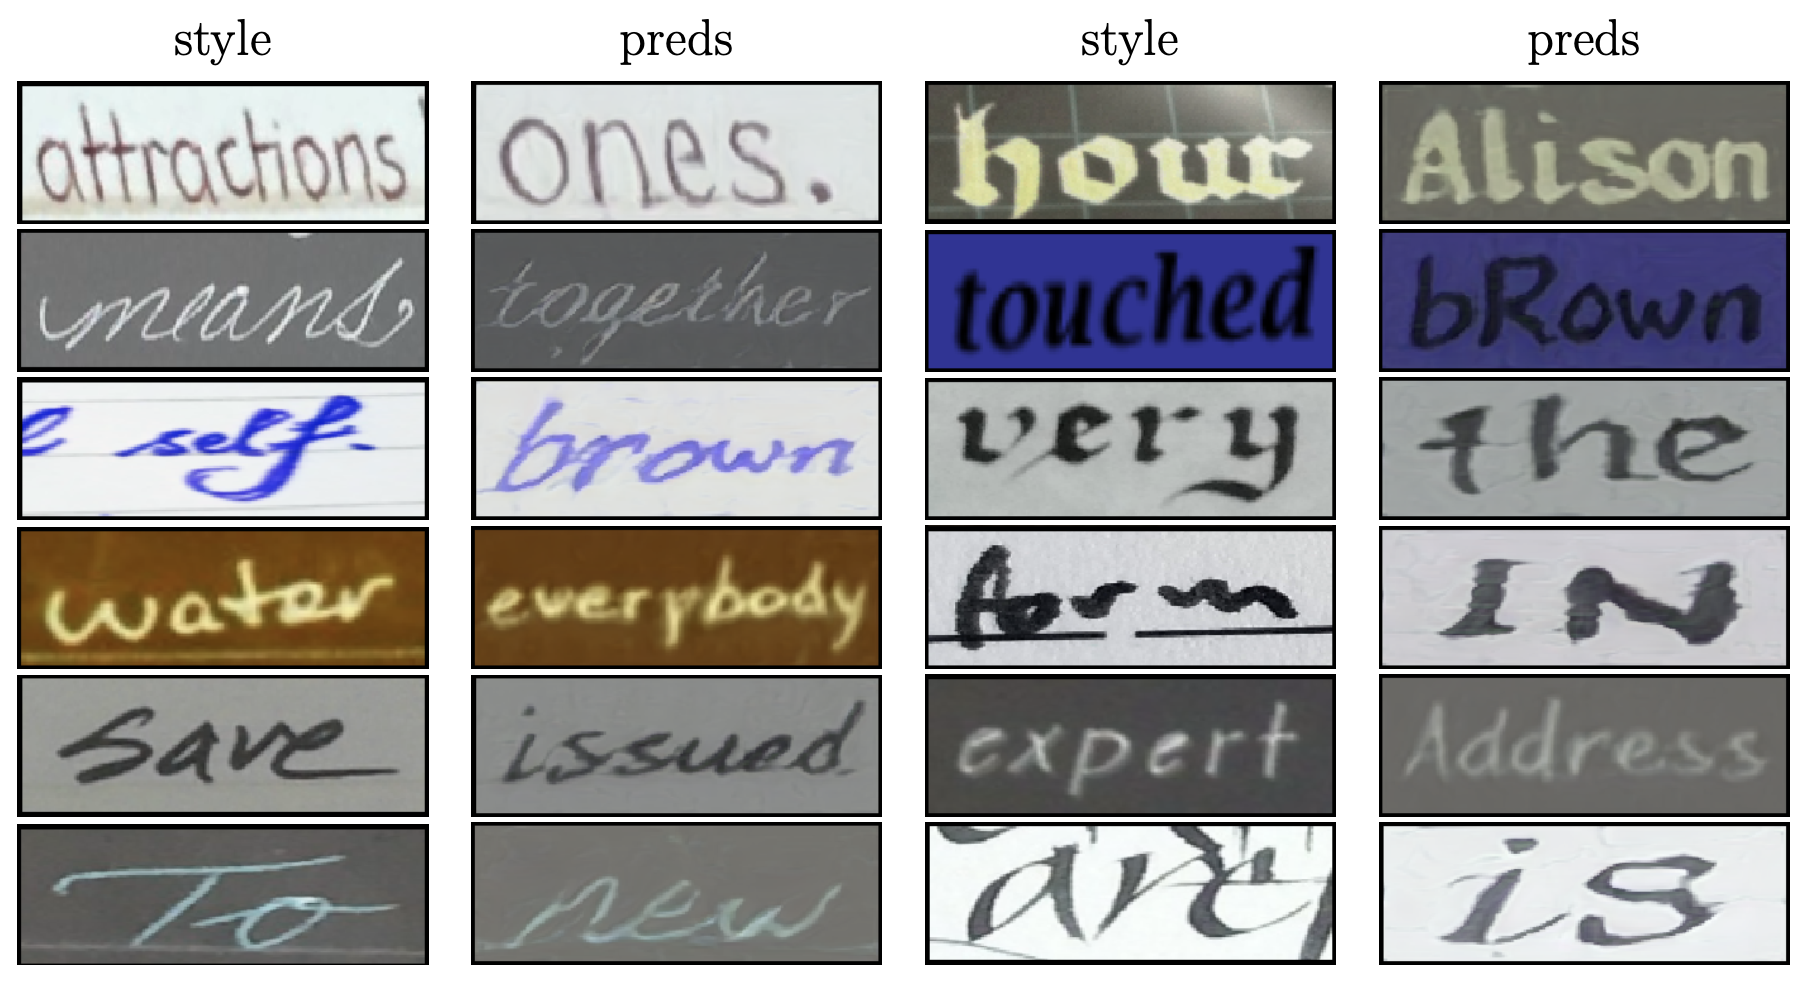 style preds style preds
attractions ones. hour Alison
means together touched bRown
e self. brown very the
water everybody form IN
save issued expert Address
To new are is